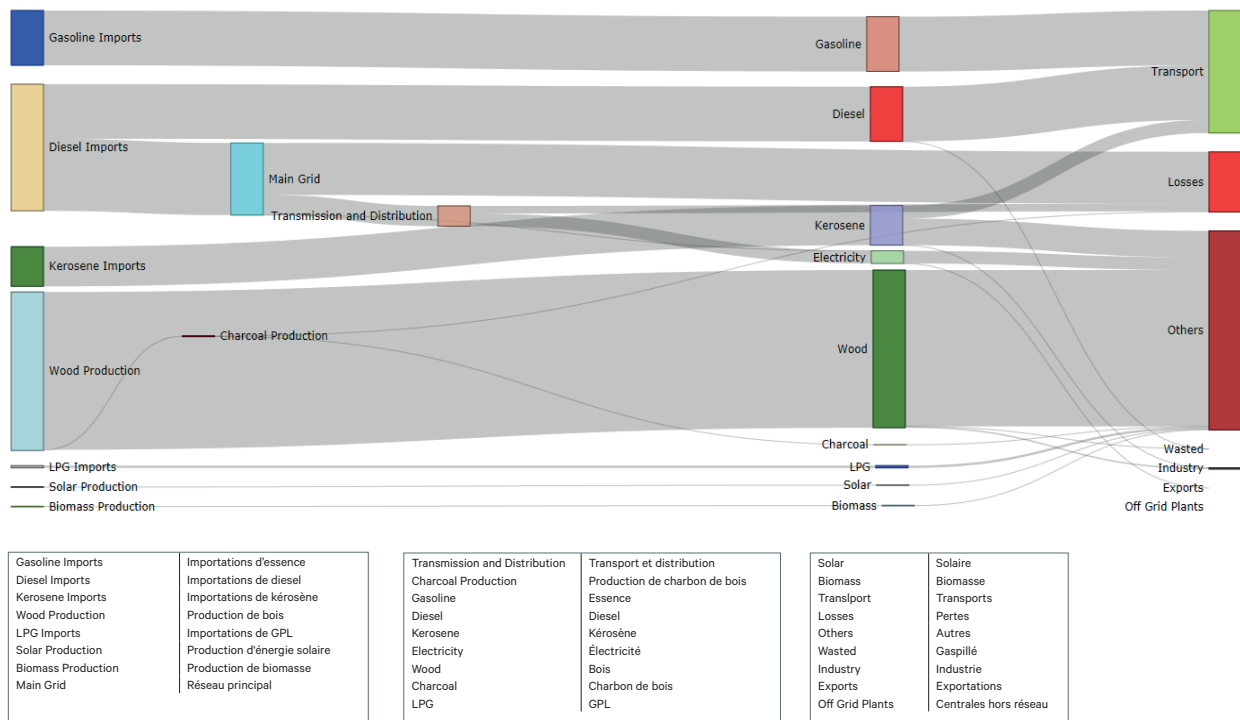 Gasoline Imports
Gasoline
Transport
Diesel
Diesel Imports
Main Grid
Losses
Transmission and Distribution
Kerosene
Electricity
Kerosene Imports
Charcoal Production
Others
Wood
Wood Production
Charcoal
Wasted
LPG Imports
LPG
Industry
Solar Production
Solar
Exports
Biomass Production
Biomass
Off Grid Plants
Gasoline Imports Importations d'essence
Diesel Imports Importations de diesel
Kerosene Imports Importations de kérosène
Wood Production Production de bois
LPG Imports Importations de GPL
Solar Production Production d'énergie solaire
Biomass Production Production de biomasse
Main Grid Réseau principal
Transmission and Distribution Transport et distribution
Charcoal Production Production de charbon de bois
Gasoline Essence
Diesel Diesel
Kerosene Kérosène
Electricity Électricité
Wood Bois
Charcoal Charbon de bois
LPG GPL
Solar Solaire
Biomass Biomasse
Translport Transports
Losses Pertes
Others Autres
Wasted Gaspillé
Industry Industrie
Exports Exportations
Off Grid Plants Centrales hors réseau